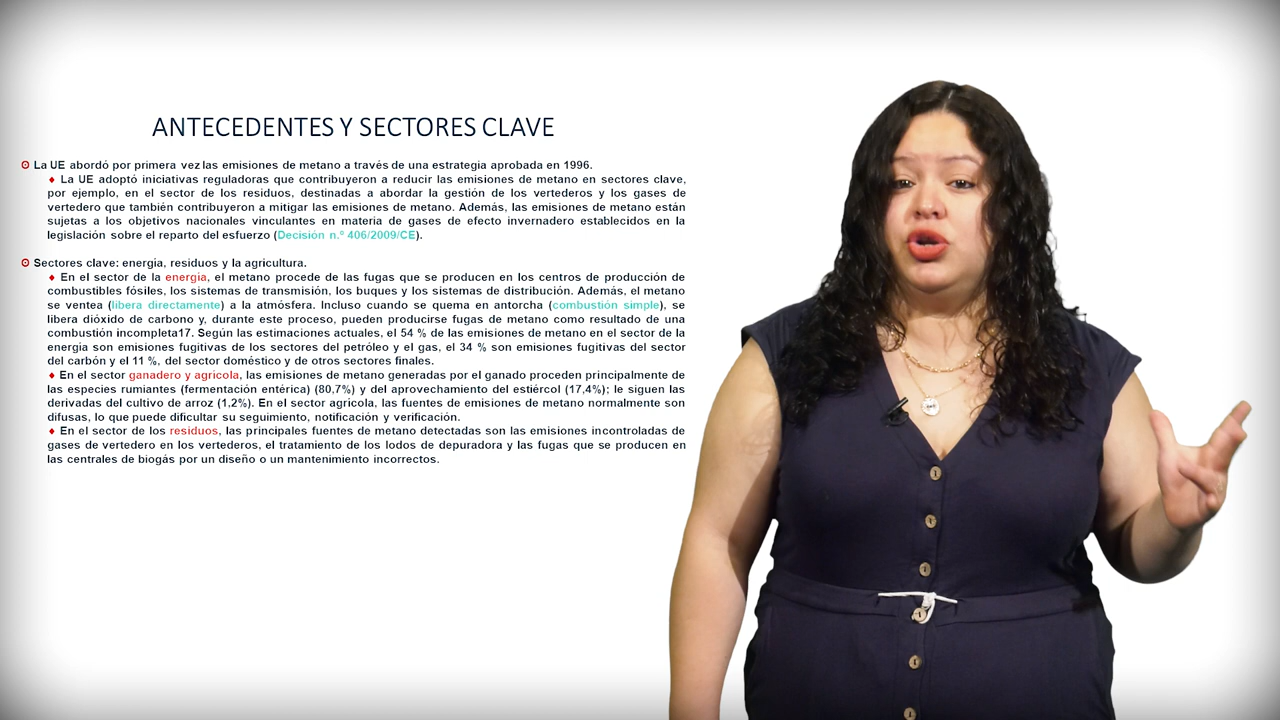 ANTECEDENTES Y SECTORES CLAVE
La UE abordó por primera vez las emisiones de metano a través de una estrategia aprobada en 1996.
La UE adoptó iniciativas reguladoras que contribuyeron a reducir las emisiones de metano en sectores clave,
por ejemplo, en el sector de los residuos, destinadas a abordar la gestión de los vertederos y los gases de
vertedero que también contribuyeron a mitigar las emisiones de metano. Además, las emisiones de metano están
sujetas a los objetivos nacionales vinculantes en materia de gases de efecto invernadero establecidos en la
legislación sobre el reparto del esfuerzo (Decisión n.º 406/2009/CE).
Sectores clave: energia, residuos y la agricultura.
En el sector de la energia, el metano procede de las fugas que se producen en los centros de producción de
combustibles fósiles, los sistemas de transmisión, los buques y los sistemas de distribución. Además, el metano
se ventea (libera directamente) a la atmósfera. Incluso cuando se quema en antorcha (combustión simple), se
libera dióxido de carbono y, durante este proceso, pueden producirse fugas de metano como resultado de una
combustión incompleta17. Según las estimaciones actuales, el 54 % de las emisiones de metano en el sector de la
energia son emisiones fugitivas de los sectores del petróleo y el gas, el 34 % son emisiones fugitivas del sector
del carbón y el 11 %, del sector doméstico y de otros sectores finales.
En el sector ganadero y agricola, las emisiones de metano generadas por el ganado proceden principalmente de
las especies rumiantes (fermentación entérica) (80,7%) y del aprovechamiento del estiércol (17,4%); le siguen las
derivadas del cultivo de arroz (1,2%). En el sector agricola, las fuentes de emisiones de metano normalmente son
difusas, lo que puede dificultar su seguimiento, notificación y verificación.
En el sector de los residuos, las principales fuentes de metano detectadas son las emisiones incontroladas de
gases de vertedero en los vertederos, el tratamiento de los lodos de depuradora y las fugas que se producen en
las centrales de biogás por un diseño o un mantenimiento incorrectos.